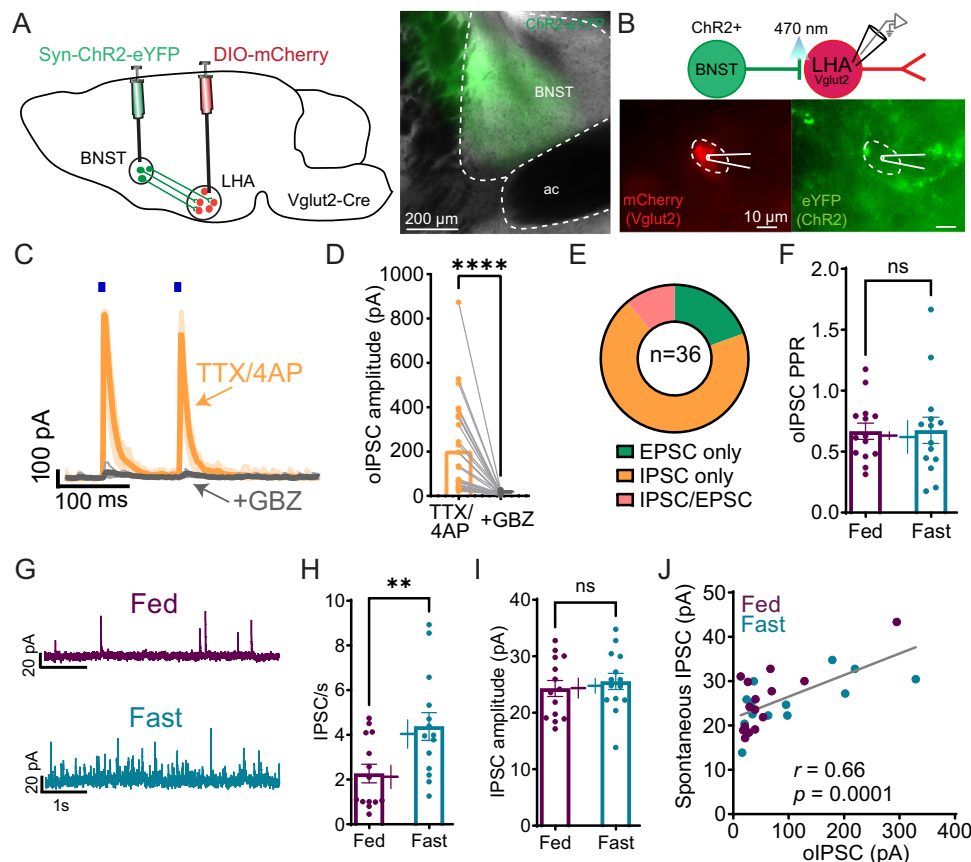 A
Syn-ChR2-eYFP
DIO-mCherry
BNST
LHA
Vglut2-Cre
ChR2-eYFP
BNST
ac
200 µm
B
ChR2+
470 nm
BNST
LHA
Vglut2
mCherry
(Vglut2)
10 µm
eYFP
(ChR2)
C
TTX/4AP
+GBZ
100 pA
100 ms
D
****
oIPSC amplitude (pA)
1000
800
600
400
200
0
TTX/
4AP
+GBZ
E
n=36
EPSC only
IPSC only
IPSC/EPSC
F
ns
oIPSC PPR
2.0
1.5
1.0
0.5
0.0
Fed
Fast
G
Fed
20 pA
Fast
20 pA
1s
H
**
IPSC/s
10
8
6
4
2
0
Fed
Fast
I
ns
IPSC amplitude (pA)
40
30
20
10
0
Fed
Fast
J
Fed
Fast
Spontaneous IPSC (pA)
50
40
30
20
10
0
r = 0.66
p = 0.0001
0 100 200 300 400
oIPSC (pA)